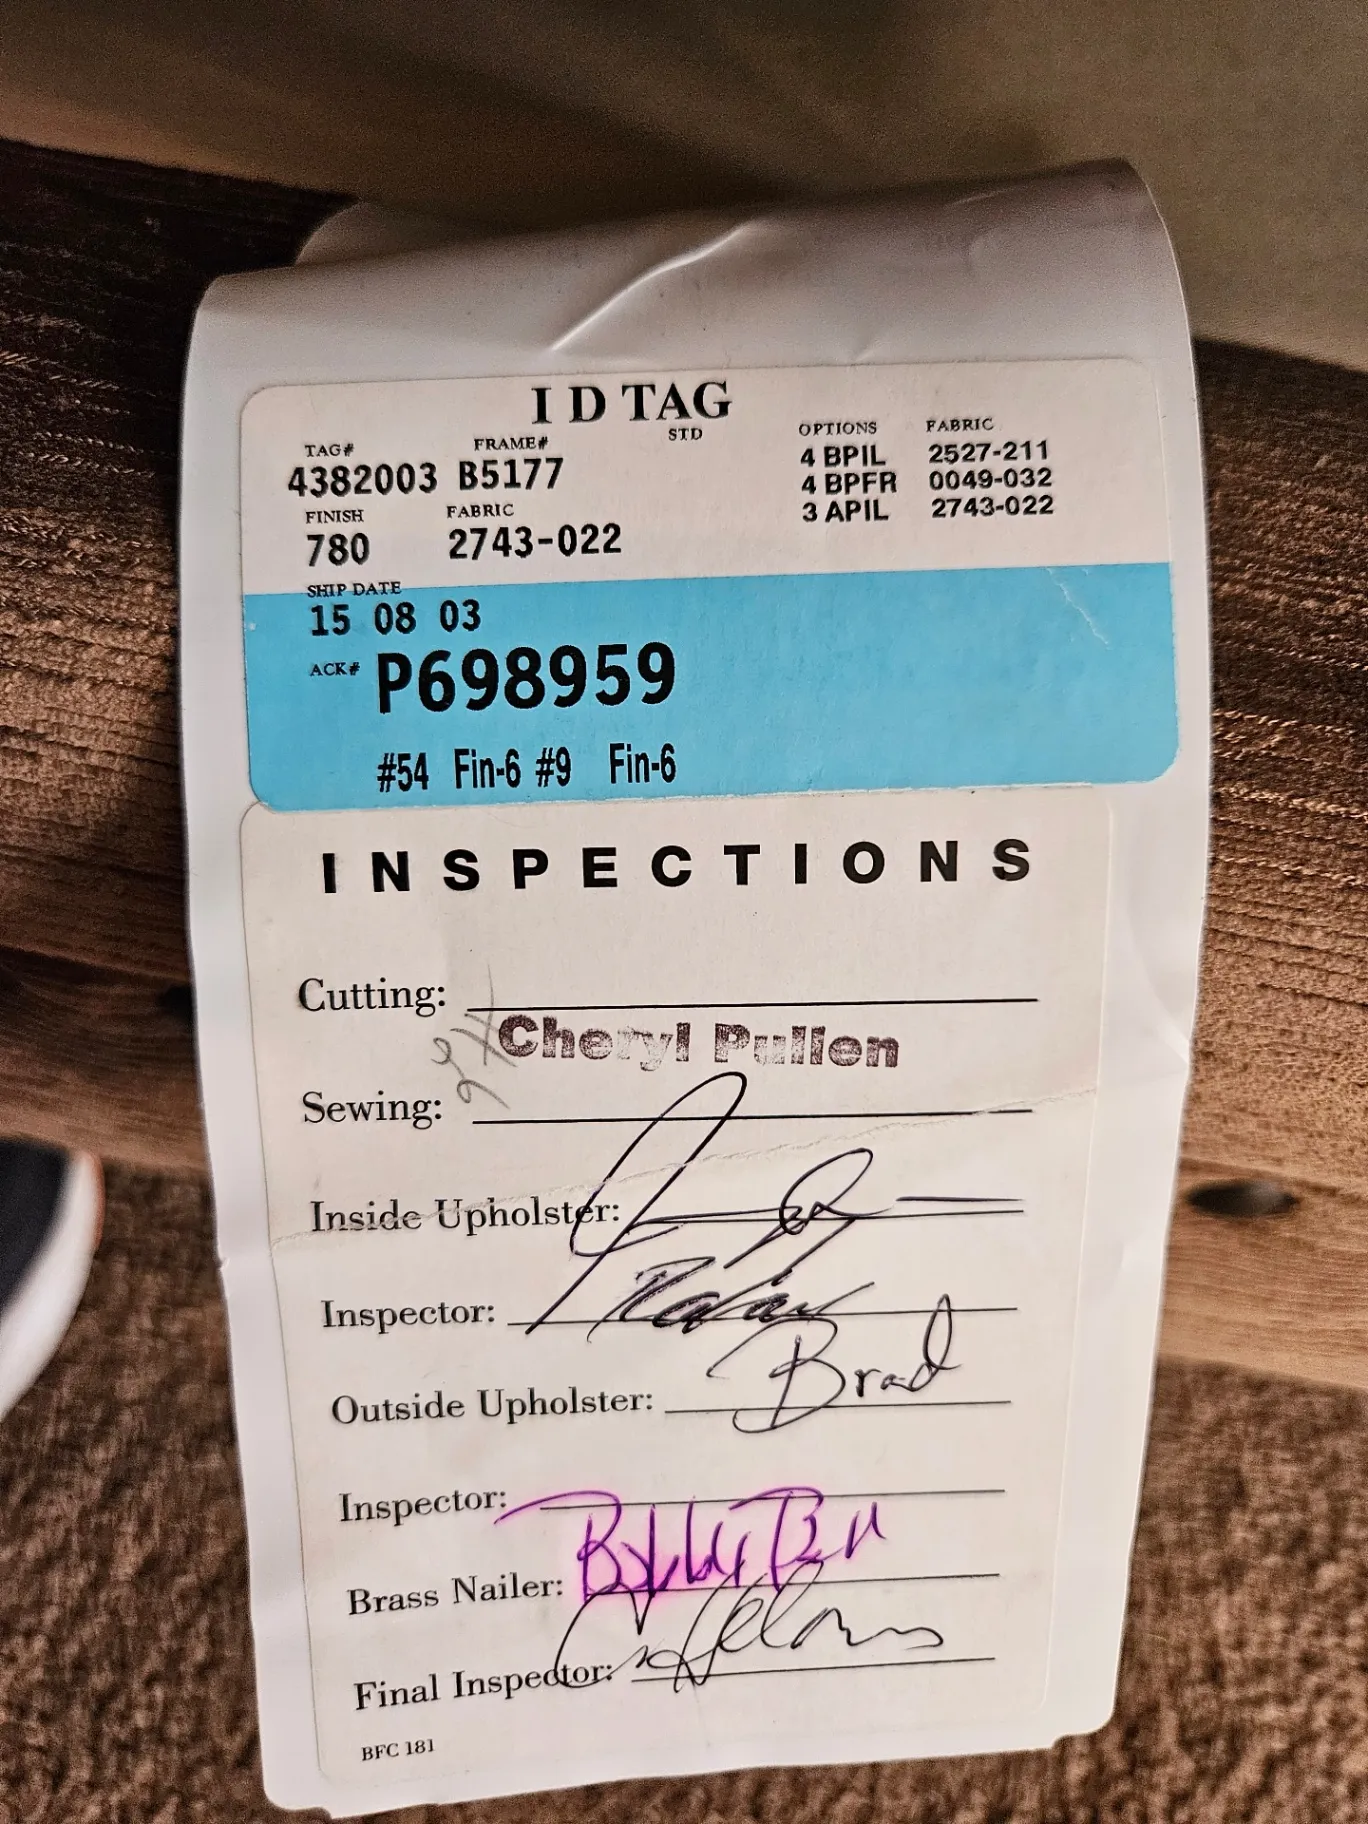 I D TAG
TAG# FRAME# STD OPTIONS FABRIC
4382003 B5177 4 BPIL 2527-211
4 BPFR 0049-032
FINISH FABRIC 3 APIL 2743-022
780 2743-022
SHIP DATE
15 08 03
ACK# P698959
#54 Fin-6 #9 Fin-6
INSPECTIONS
Cutting:
Cheryl Pullen
Sewing:
Inside Upholster:
Inspector:
Outside Upholster: Brad
Inspector:
Brass Nailer:
Final Inspector:
BFC 181